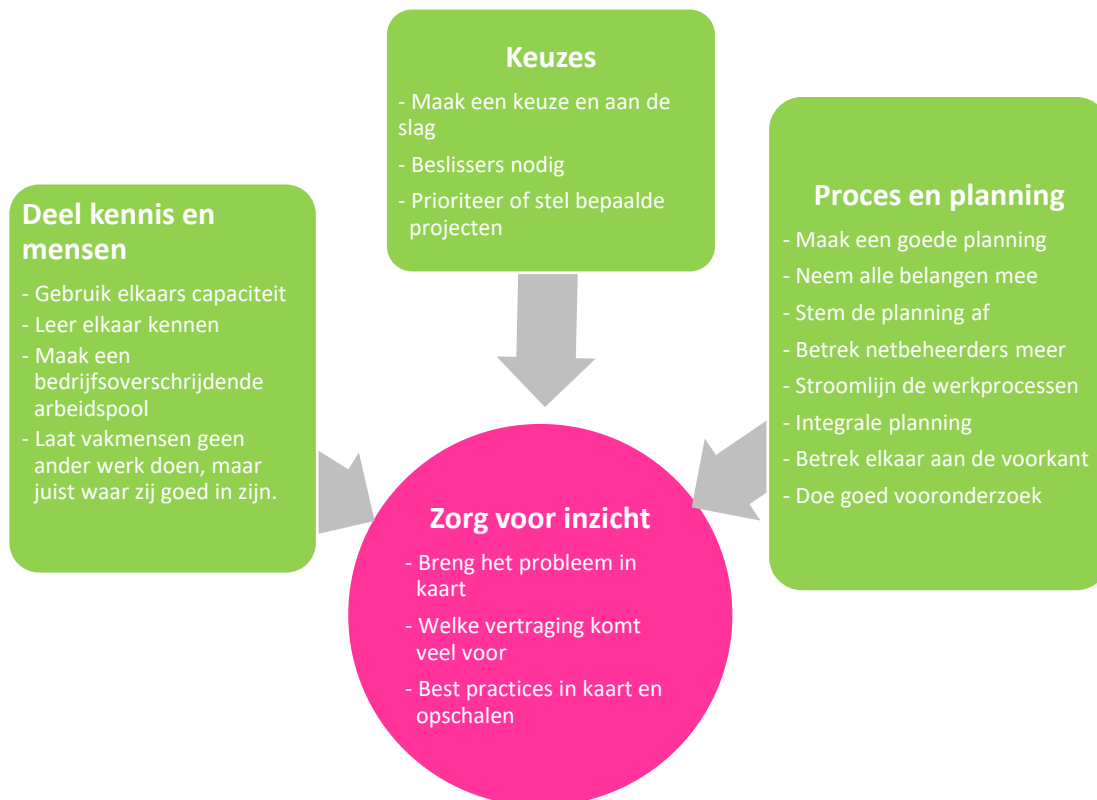 Keuzes
- Maak een keuze en aan de
slag
- Beslissers nodig
- Prioriteer of stel bepaalde
projecten
Deel kennis en
mensen
- Gebruik elkaars capaciteit
- Leer elkaar kennen
- Maak een
bedrijfsoverschrijdende
arbeidspool
- Laat vakmensen geen
ander werk doen, maar
juist waar zij goed in zijn.
Proces en planning
- Maak een goede planning
- Neem alle belangen mee
- Stem de planning af
- Betrek netbeheerders meer
- Stroomlijn de werkprocessen
- Integrale planning
- Betrek elkaar aan de voorkant
- Doe goed vooronderzoek
Zorg voor inzicht
- Breng het probleem in
kaart
- Welke vertraging komt
veel voor
- Best practices in kaart en
opschalen